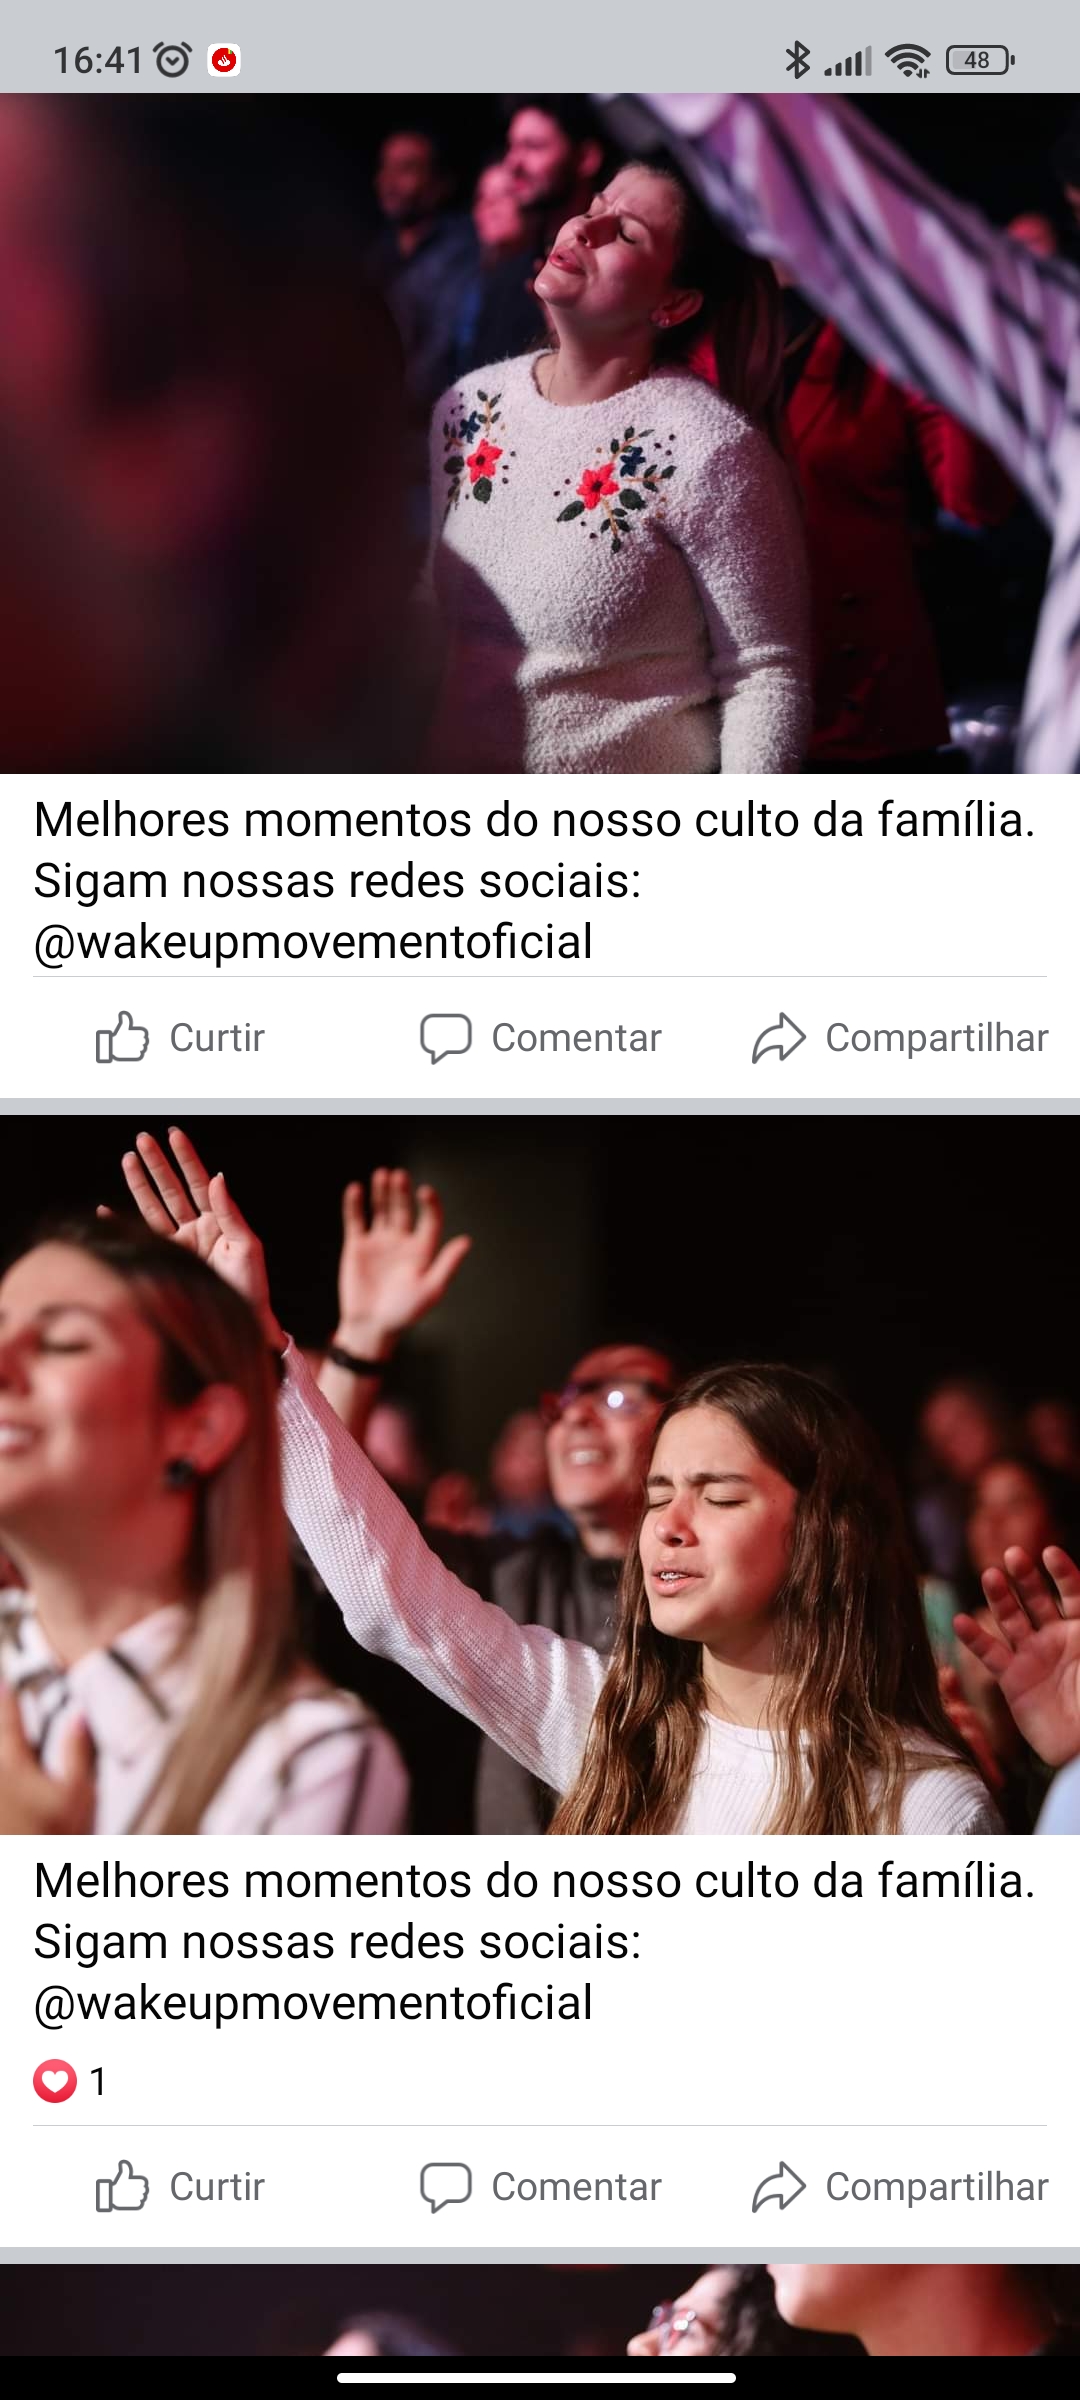 16:41
48
Melhores momentos do nosso culto da família.
Sigam nossas redes sociais:
@wakeupmovementoficial
Curtir
Comentar
Compartilhar
Melhores momentos do nosso culto da família.
Sigam nossas redes sociais:
@wakeupmovementoficial
1
Curtir
Comentar
Compartilhar